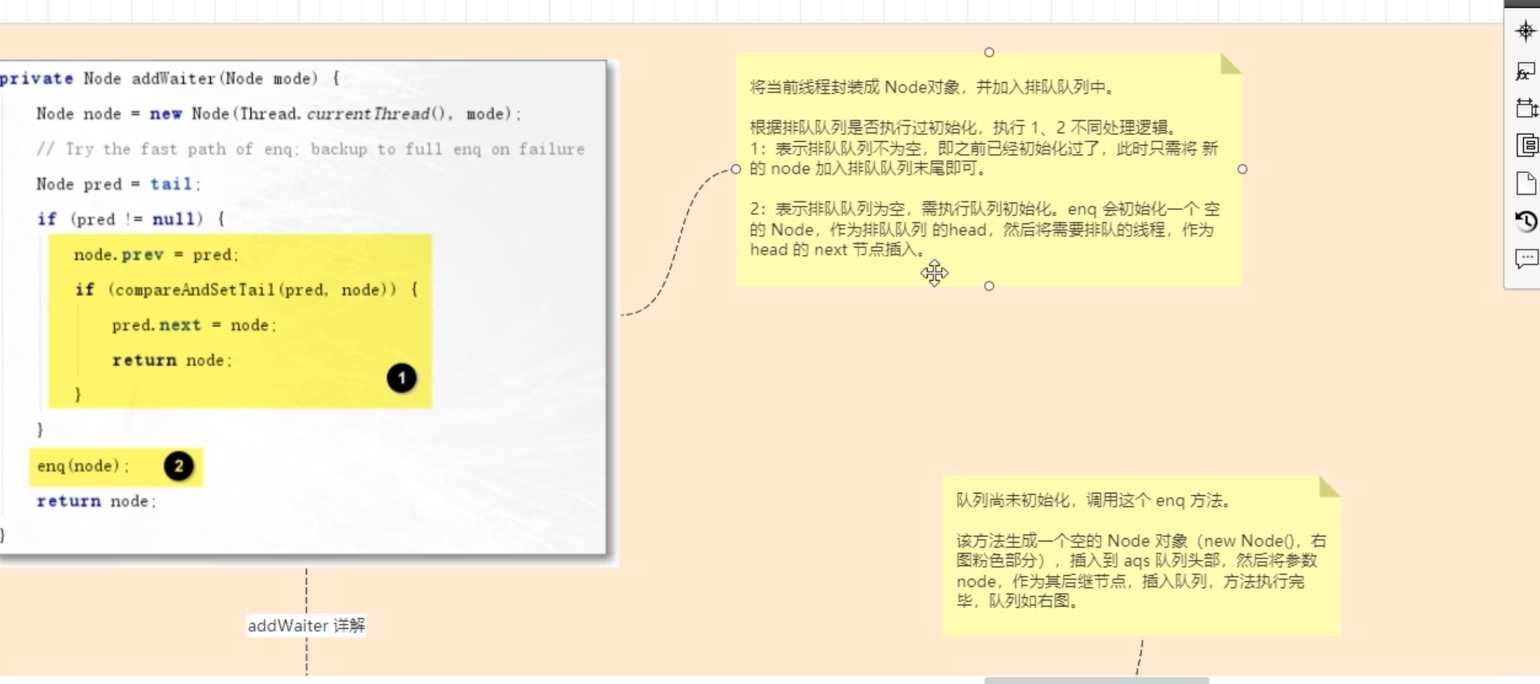 private Node addWaiter(Node mode) {
Node node = new Node(Thread.currentThread(), mode);
// Try the fast path of enq; backup to full enq on failure
Node pred = tail;
if (pred != null) {
node.prev = pred;
if (compareAndSetTail(pred, node)) {
pred.next = node;
return node;
}
1
}
enq(node);
2
return node;
}
addWaiter 详解
将当前线程封装成 Node对象，并加入排队队列中。
根据排队队列是否执行过初始化，执行 1、2 不同处理逻辑。
1：表示排队队列不为空，即之前已经初始化过了，此时只需将 新
的 node 加入排队队列末尾即可。
2：表示排队队列为空，需执行队列初始化。enq 会初始化一个 空
的 Node，作为排队队列 的head，然后将需要排队的线程，作为
head 的 next 节点插入。
队列尚未初始化，调用这个 enq 方法。
该方法生成一个空的 Node 对象（new Node()，右
图粉色部分），插入到 aqs 队列头部，然后将参数
node，作为其后继节点，插入队列，方法执行完
毕，队列如右图。